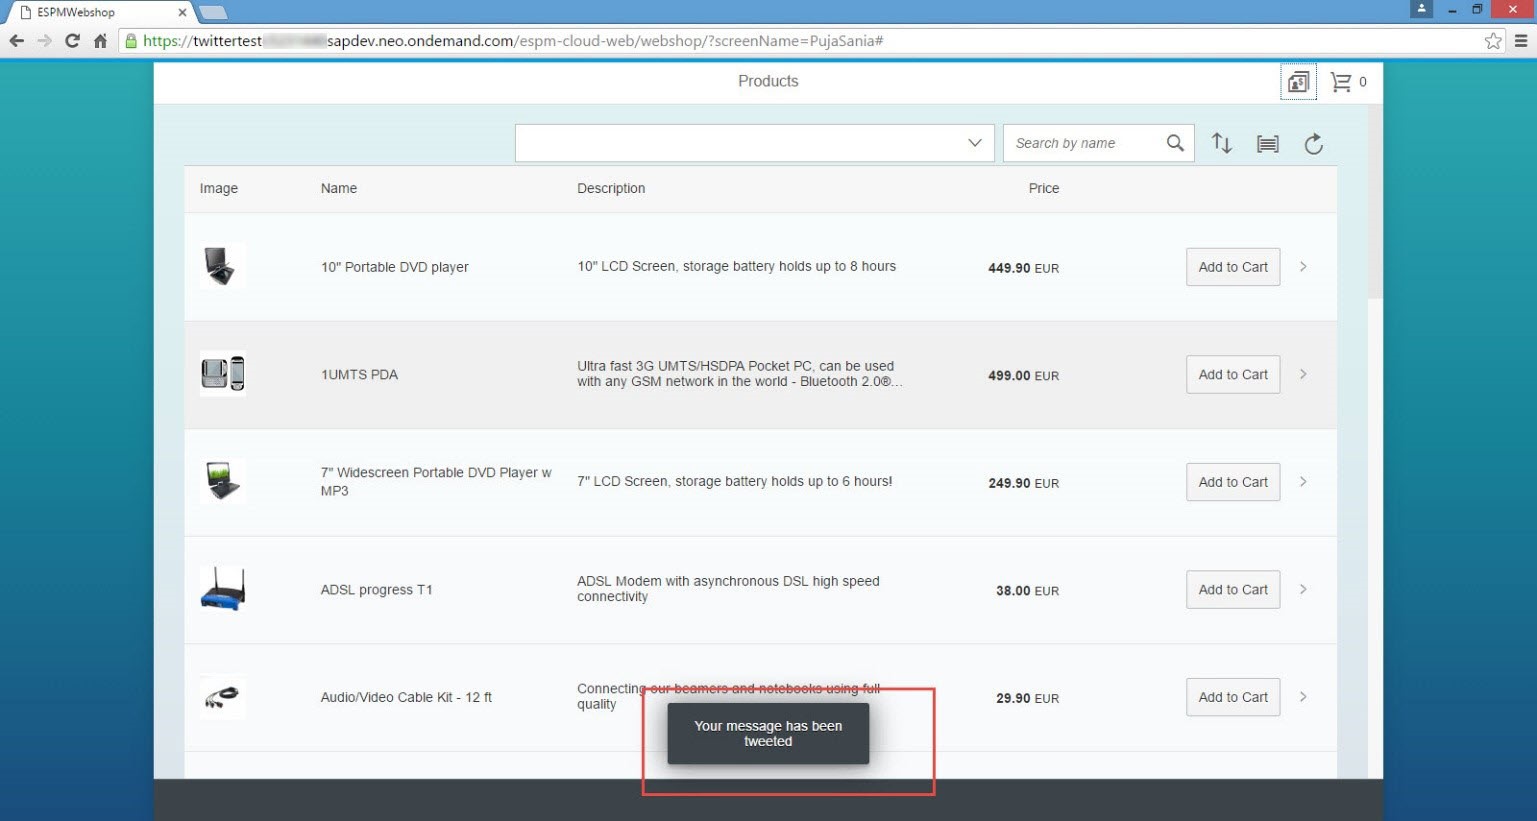 ESPMWebshop
https://twittertest sapdev.neo.ondemand.com/espm-cloud-web/webshop/?screenName=PujaSania#
Products
0
Search by name
Image Name Description Price
10" Portable DVD player 10" LCD Screen, storage battery holds up to 8 hours 449.90 EUR Add to Cart
1UMTS PDA
Ultra fast 3G UMTS/HSDPA Pocket PC, can be used
with any GSM network in the world - Bluetooth 2.0®...
499.00 EUR Add to Cart
7" Widescreen Portable DVD Player w
MP3
7" LCD Screen, storage battery holds up to 6 hours! 249.90 EUR Add to Cart
ADSL progress T1
ADSL Modem with asynchronous DSL high speed
connectivity
38.00 EUR Add to Cart
Audio/Video Cable Kit - 12 ft
Connecting our beamers and notebooks using full
quality
29.90 EUR Add to Cart
Your message has been
tweeted